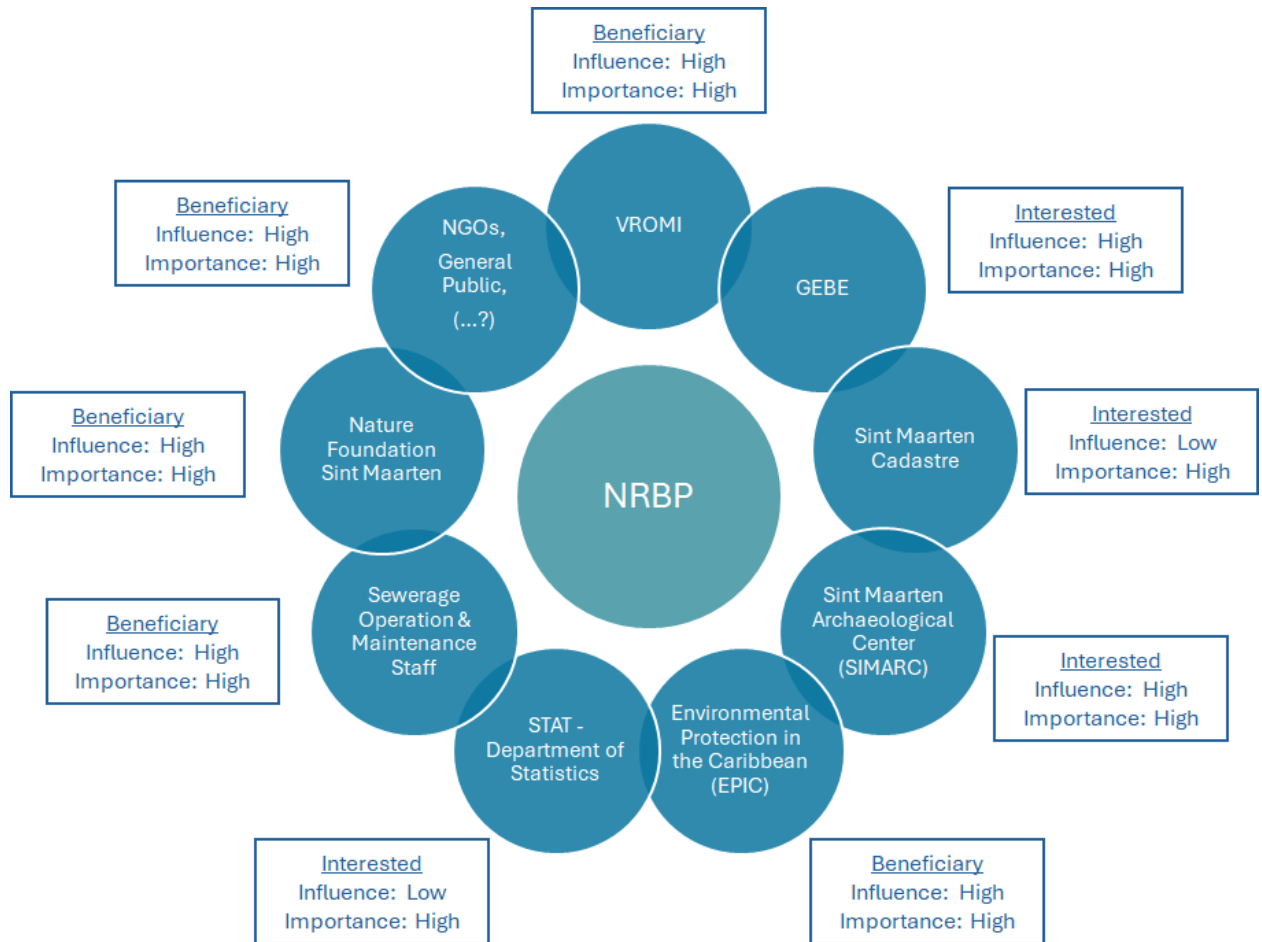 Beneficiary
Influence: High
Importance: High
VROMI
Interested
Influence: High
Importance: High
GEBE
Interested
Influence: Low
Importance: High
Sint Maarten
Cadastre
Interested
Influence: High
Importance: High
Sint Maarten
Archaeological
Center
(SIMARC)
Beneficiary
Influence: High
Importance: High
Environmental
Protection in
the Caribbean
(EPIC)
Interested
Influence: Low
Importance: High
STAT -
Department of
Statistics
Beneficiary
Influence: High
Importance: High
Sewerage
Operation &
Maintenance
Staff
Beneficiary
Influence: High
Importance: High
Nature
Foundation
Sint Maarten
Beneficiary
Influence: High
Importance: High
NGOs,
General
Public,
(...?)
NRBP